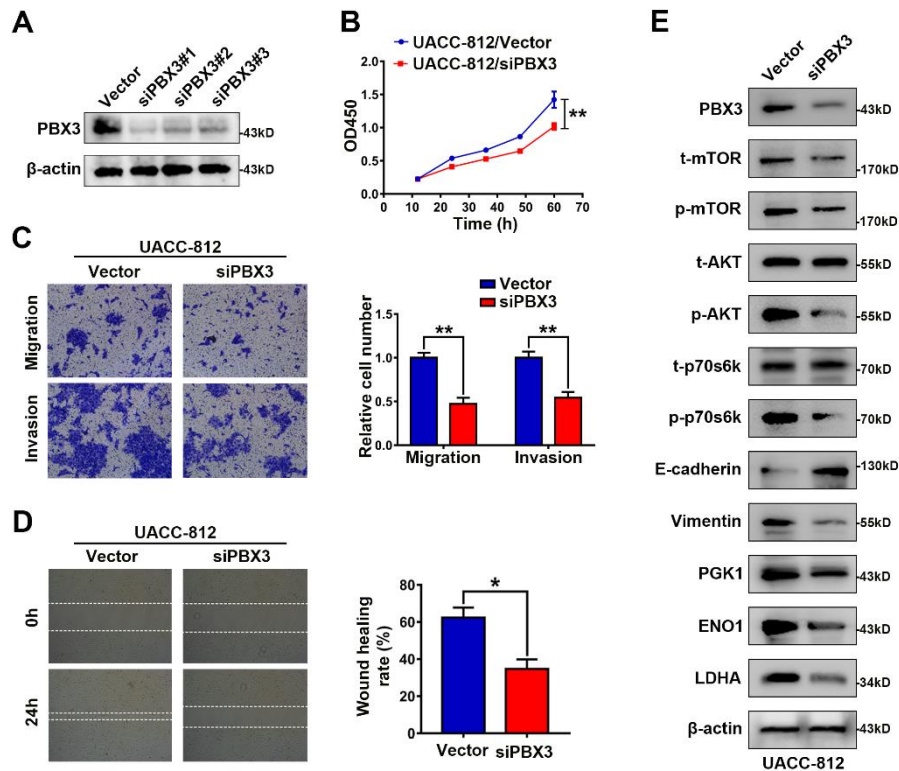 A
Vector
siPBX3#1
siPBX3#2
siPBX3#3
PBX3
-43kD
β-actin
-43kD
B
UACC-812/Vector
UACC-812/siPBX3
OD450
2.0
1.5
1.0
0.5
0.0
**
0 10 20 30 40 50 60 70
Time (h)
C
UACC-812
Vector siPBX3
Migration
Invasion
Vector
siPBX3
Relative cell number
1.5
1.0
0.5
0.0
** **
Migration Invasion
D
UACC-812
Vector siPBX3
0h
24h
Wound healing
rate (%)
80
60
40
20
0
*
Vector siPBX3
E
Vector
siPBX3
PBX3 -43kD
t-mTOR -170kD
p-mTOR -170kD
t-AKT -55kD
p-AKT -55kD
t-p70s6k -70kD
p-p70s6k -70kD
E-cadherin -130kD
Vimentin -55kD
PGK1 -43kD
ENO1 -43kD
LDHA -34kD
β-actin -43kD
UACC-812